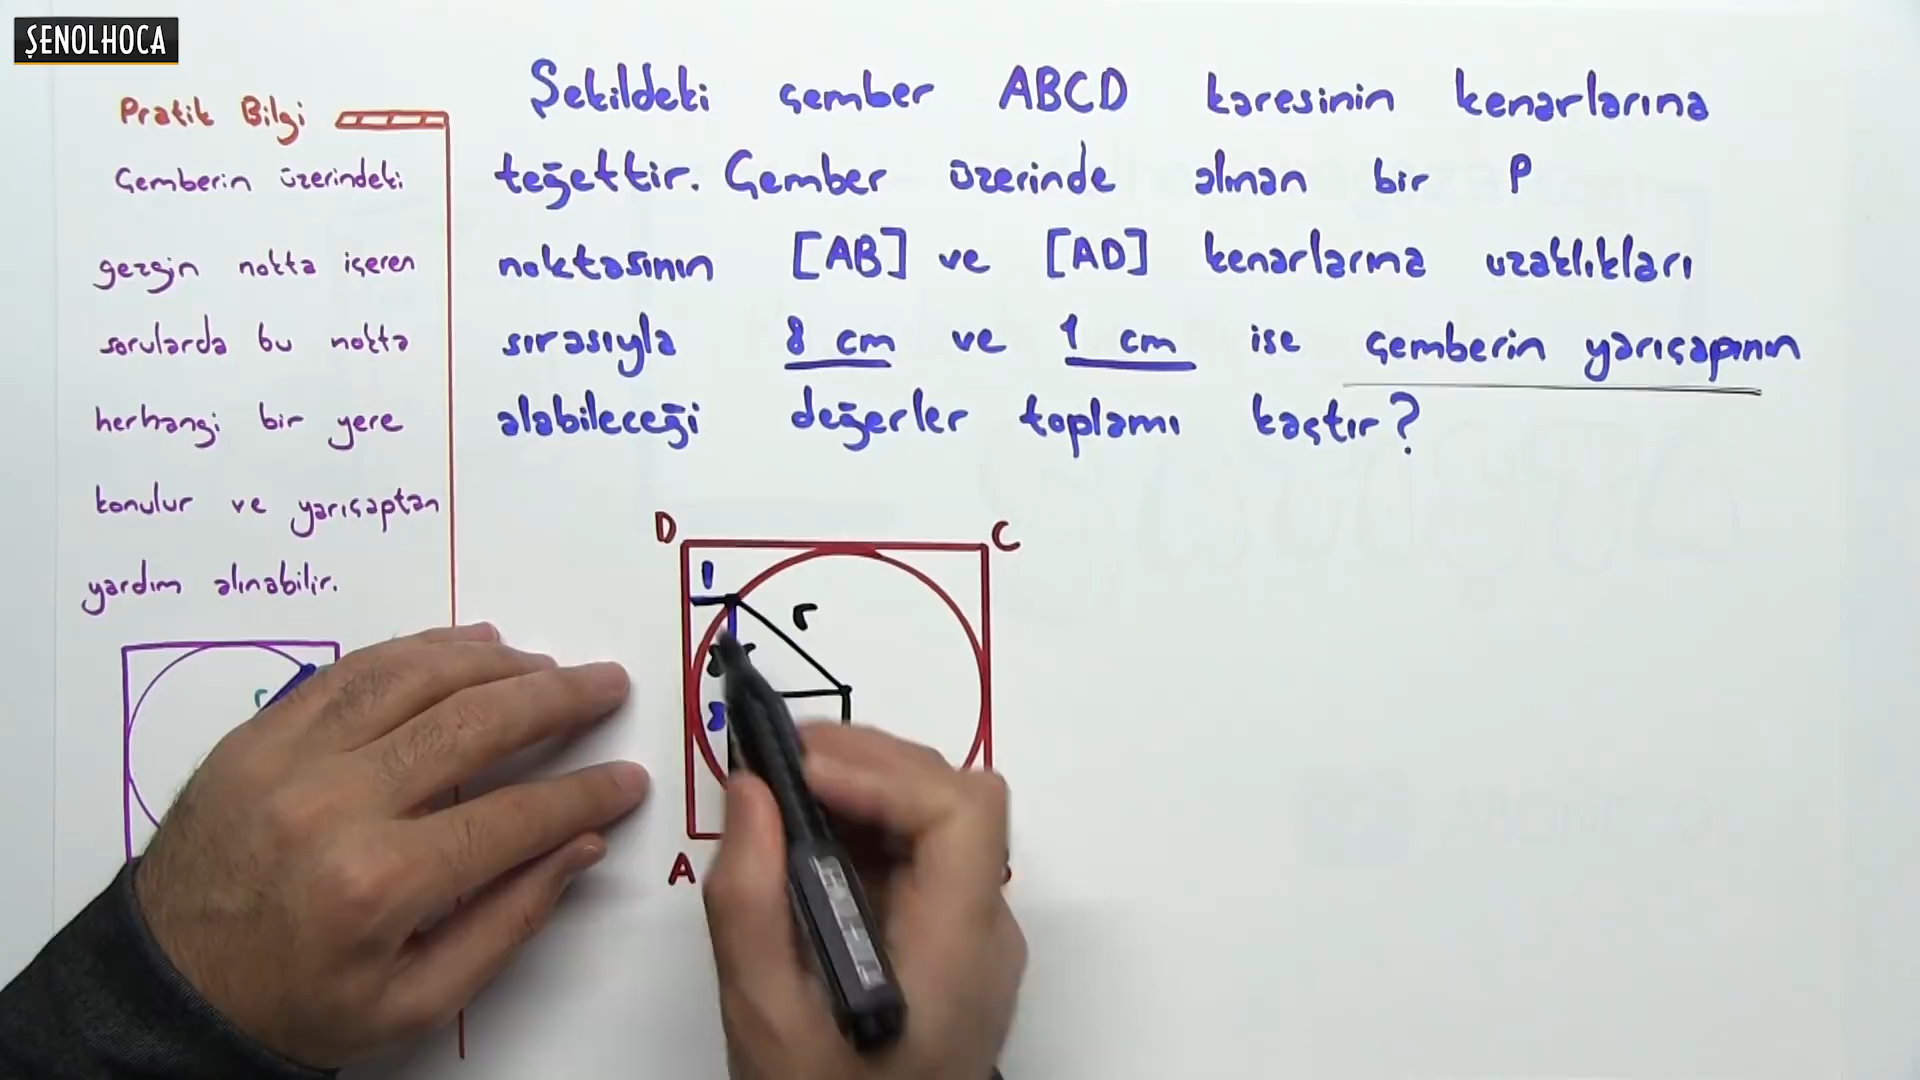 ŞENOLHOCA
Pratik Bilgi
Çemberin üzerindeki
gezgin nokta içeren
sorularda bu nokta
herhangi bir yere
konulur ve yarıçaptan
yardım alınabilir.
r
Şekildeki çember ABCD karesinin kenarlarına
teğettir. Çember üzerinde alınan bir P
noktasının [AB] ve [AD] kenarlarına uzaklıkları
sırasıyla 8 cm ve 1 cm ise çemberin yarıçapının
alabileceği değerler toplamı kaçtır?
D
C
1
r
8
A